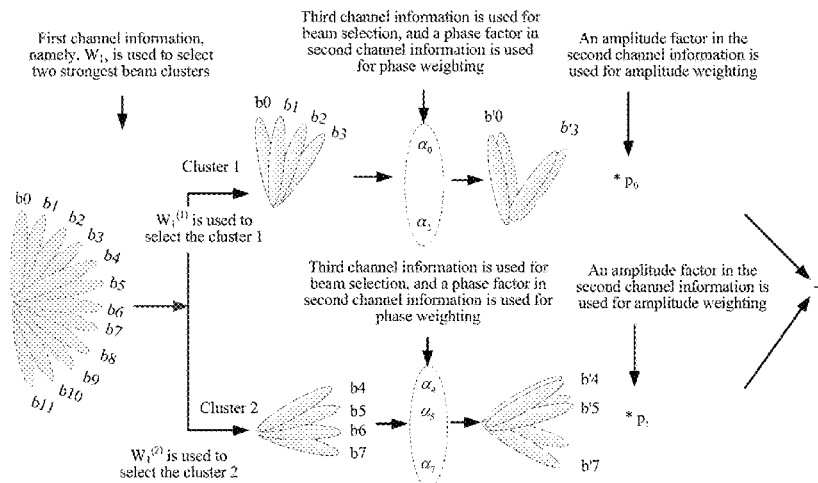 First channel information,
namely, W1, is used to select
two strongest beam clusters
Third channel information is used for
beam selection, and a phase factor in
second channel information is used
for phase weighting
An amplitude factor in
the second channel information is
used for amplitude weighting
b0 b1 b2 b3
Cluster 1
α0
b'0 b'3
* p0
W1(1) is used to
select the cluster 1
b0 b1 b2 b3 b4 b5 b6 b7 b8 b9 b10 b11
Third channel information is used for
beam selection, and a phase factor in
second channel information is used for
phase weighting
An amplitude factor in the
second channel information is
used for amplitude weighting
Cluster 2
b4
b5
b6
b7
α7
b'4
b'5
b'7
* p
W1(2) is used to
select the cluster 2